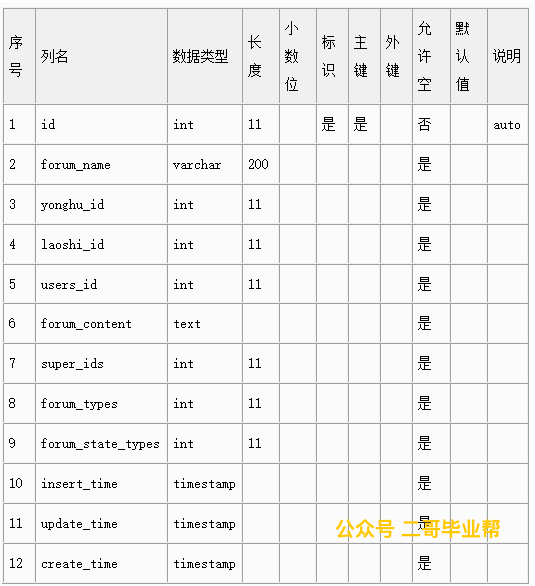 序号 列名 数据类型 长度 小数位 标识 主键 外键 允许空 默认值 说明
1 id int 11 是 是 否 auto
2 forum_name varchar 200 是
3 yonghu_id int 11 是
4 laoshi_id int 11 是
5 users_id int 11 是
6 forum_content text 是
7 super_ids int 11 是
8 forum_types int 11 是
9 forum_state_types int 11 是
10 insert_time timestamp 是
11 update_time timestamp 是
公众号 二哥毕业帮
12 create_time timestamp 是